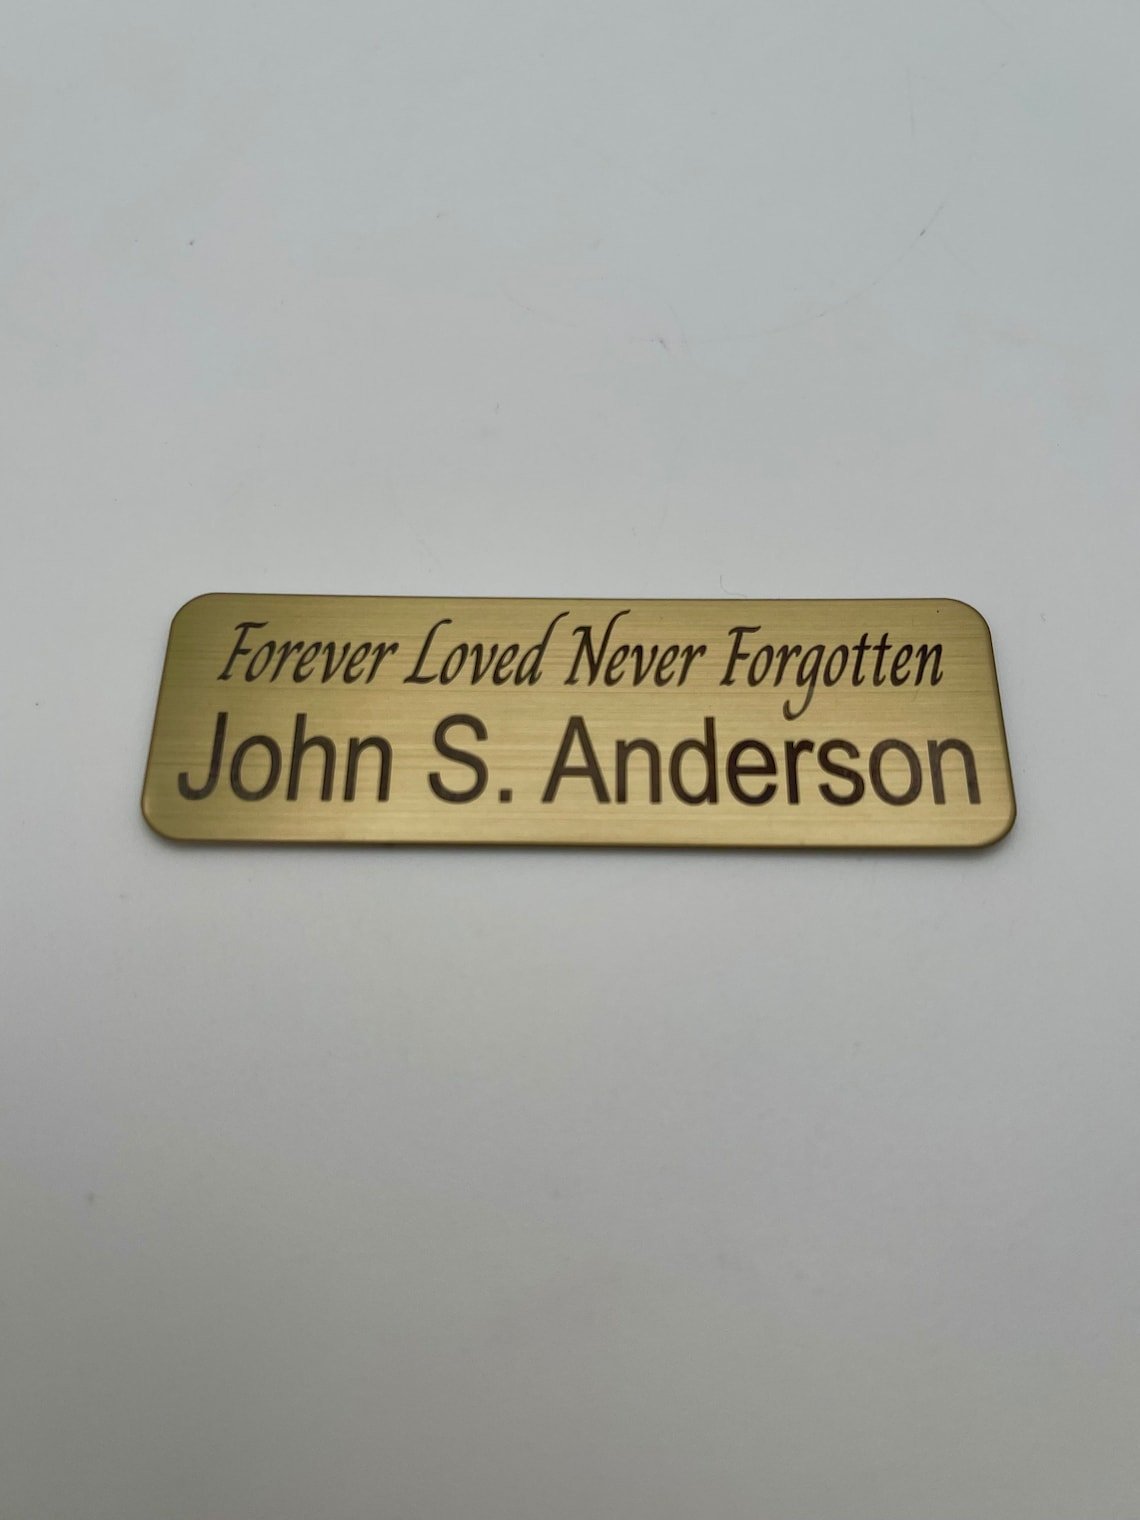 Forever Loved Never Forgotten
John S. Anderson